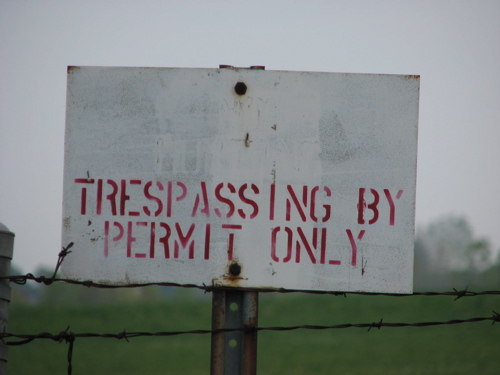 TRESPASSING BY
PERMIT ONLY